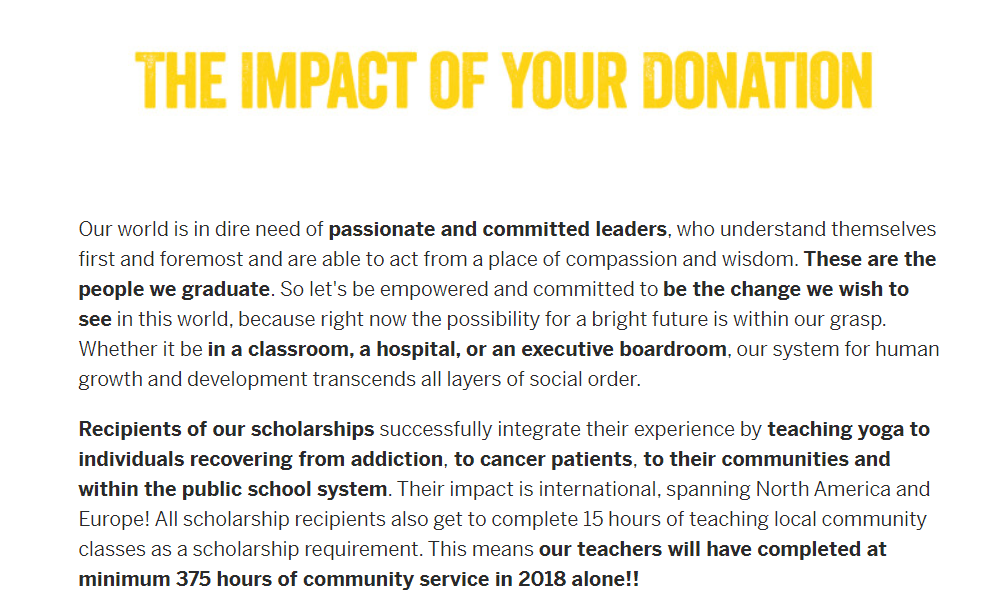 THE IMPACT OF YOUR DONATION
Our world is in dire need of passionate and committed leaders, who understand themselves
first and foremost and are able to act from a place of compassion and wisdom. These are the
people we graduate. So let's be empowered and committed to be the change we wish to
see in this world, because right now the possibility for a bright future is within our grasp.
Whether it be in a classroom, a hospital, or an executive boardroom, our system for human
growth and development transcends all layers of social order.
Recipients of our scholarships successfully integrate their experience by teaching yoga to
individuals recovering from addiction, to cancer patients, to their communities and
within the public school system. Their impact is international, spanning North America and
Europe! All scholarship recipients also get to complete 15 hours of teaching local community
classes as a scholarship requirement. This means our teachers will have completed at
minimum 375 hours of community service in 2018 alone!!